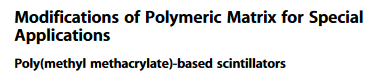 Modifications of Polymeric Matrix for Special
Applications
Poly(methyl methacrylate)-based scintillators